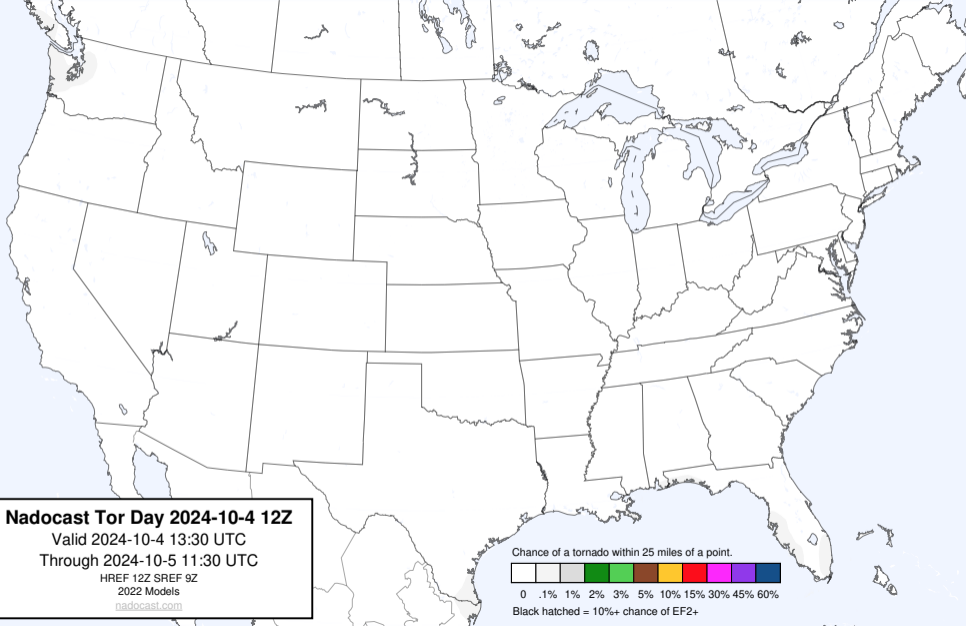 Nadocast Tor Day 2024-10-4 12Z
Valid 2024-10-4 13:30 UTC
Through 2024-10-5 11:30 UTC
HREF 12Z SREF 9Z
2022 Models
nadocast.com
Chance of a tornado within 25 miles of a point.
0 .1% 1% 2% 3% 5% 10% 15% 30% 45% 60%
Black hatched = 10%+ chance of EF2+